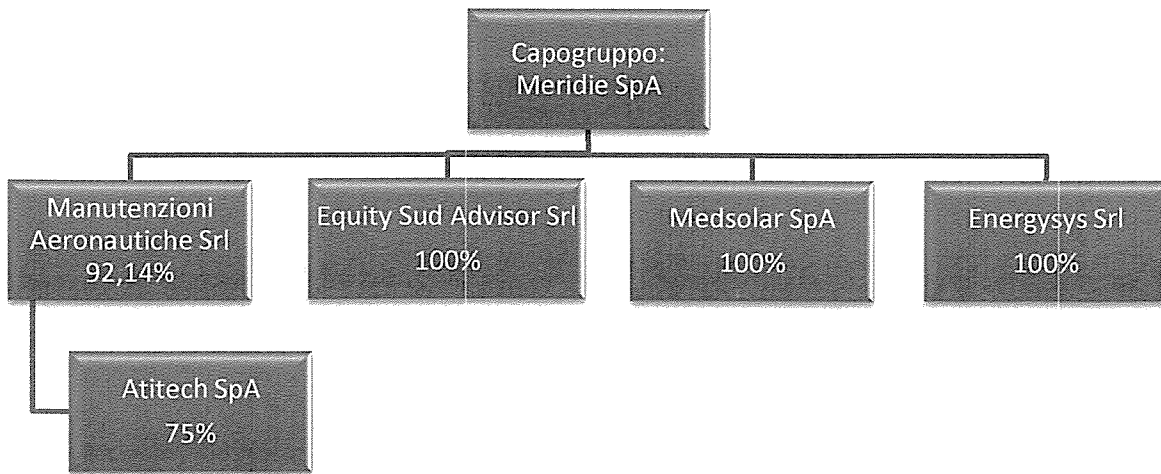 Capogruppo:
Meridie SpA
Manutenzioni
Aeronautiche Srl
92,14%
Equity Sud Advisor Srl
100%
Medsolar SpA
100%
Energysys Srl
100%
Atitech SpA
75%